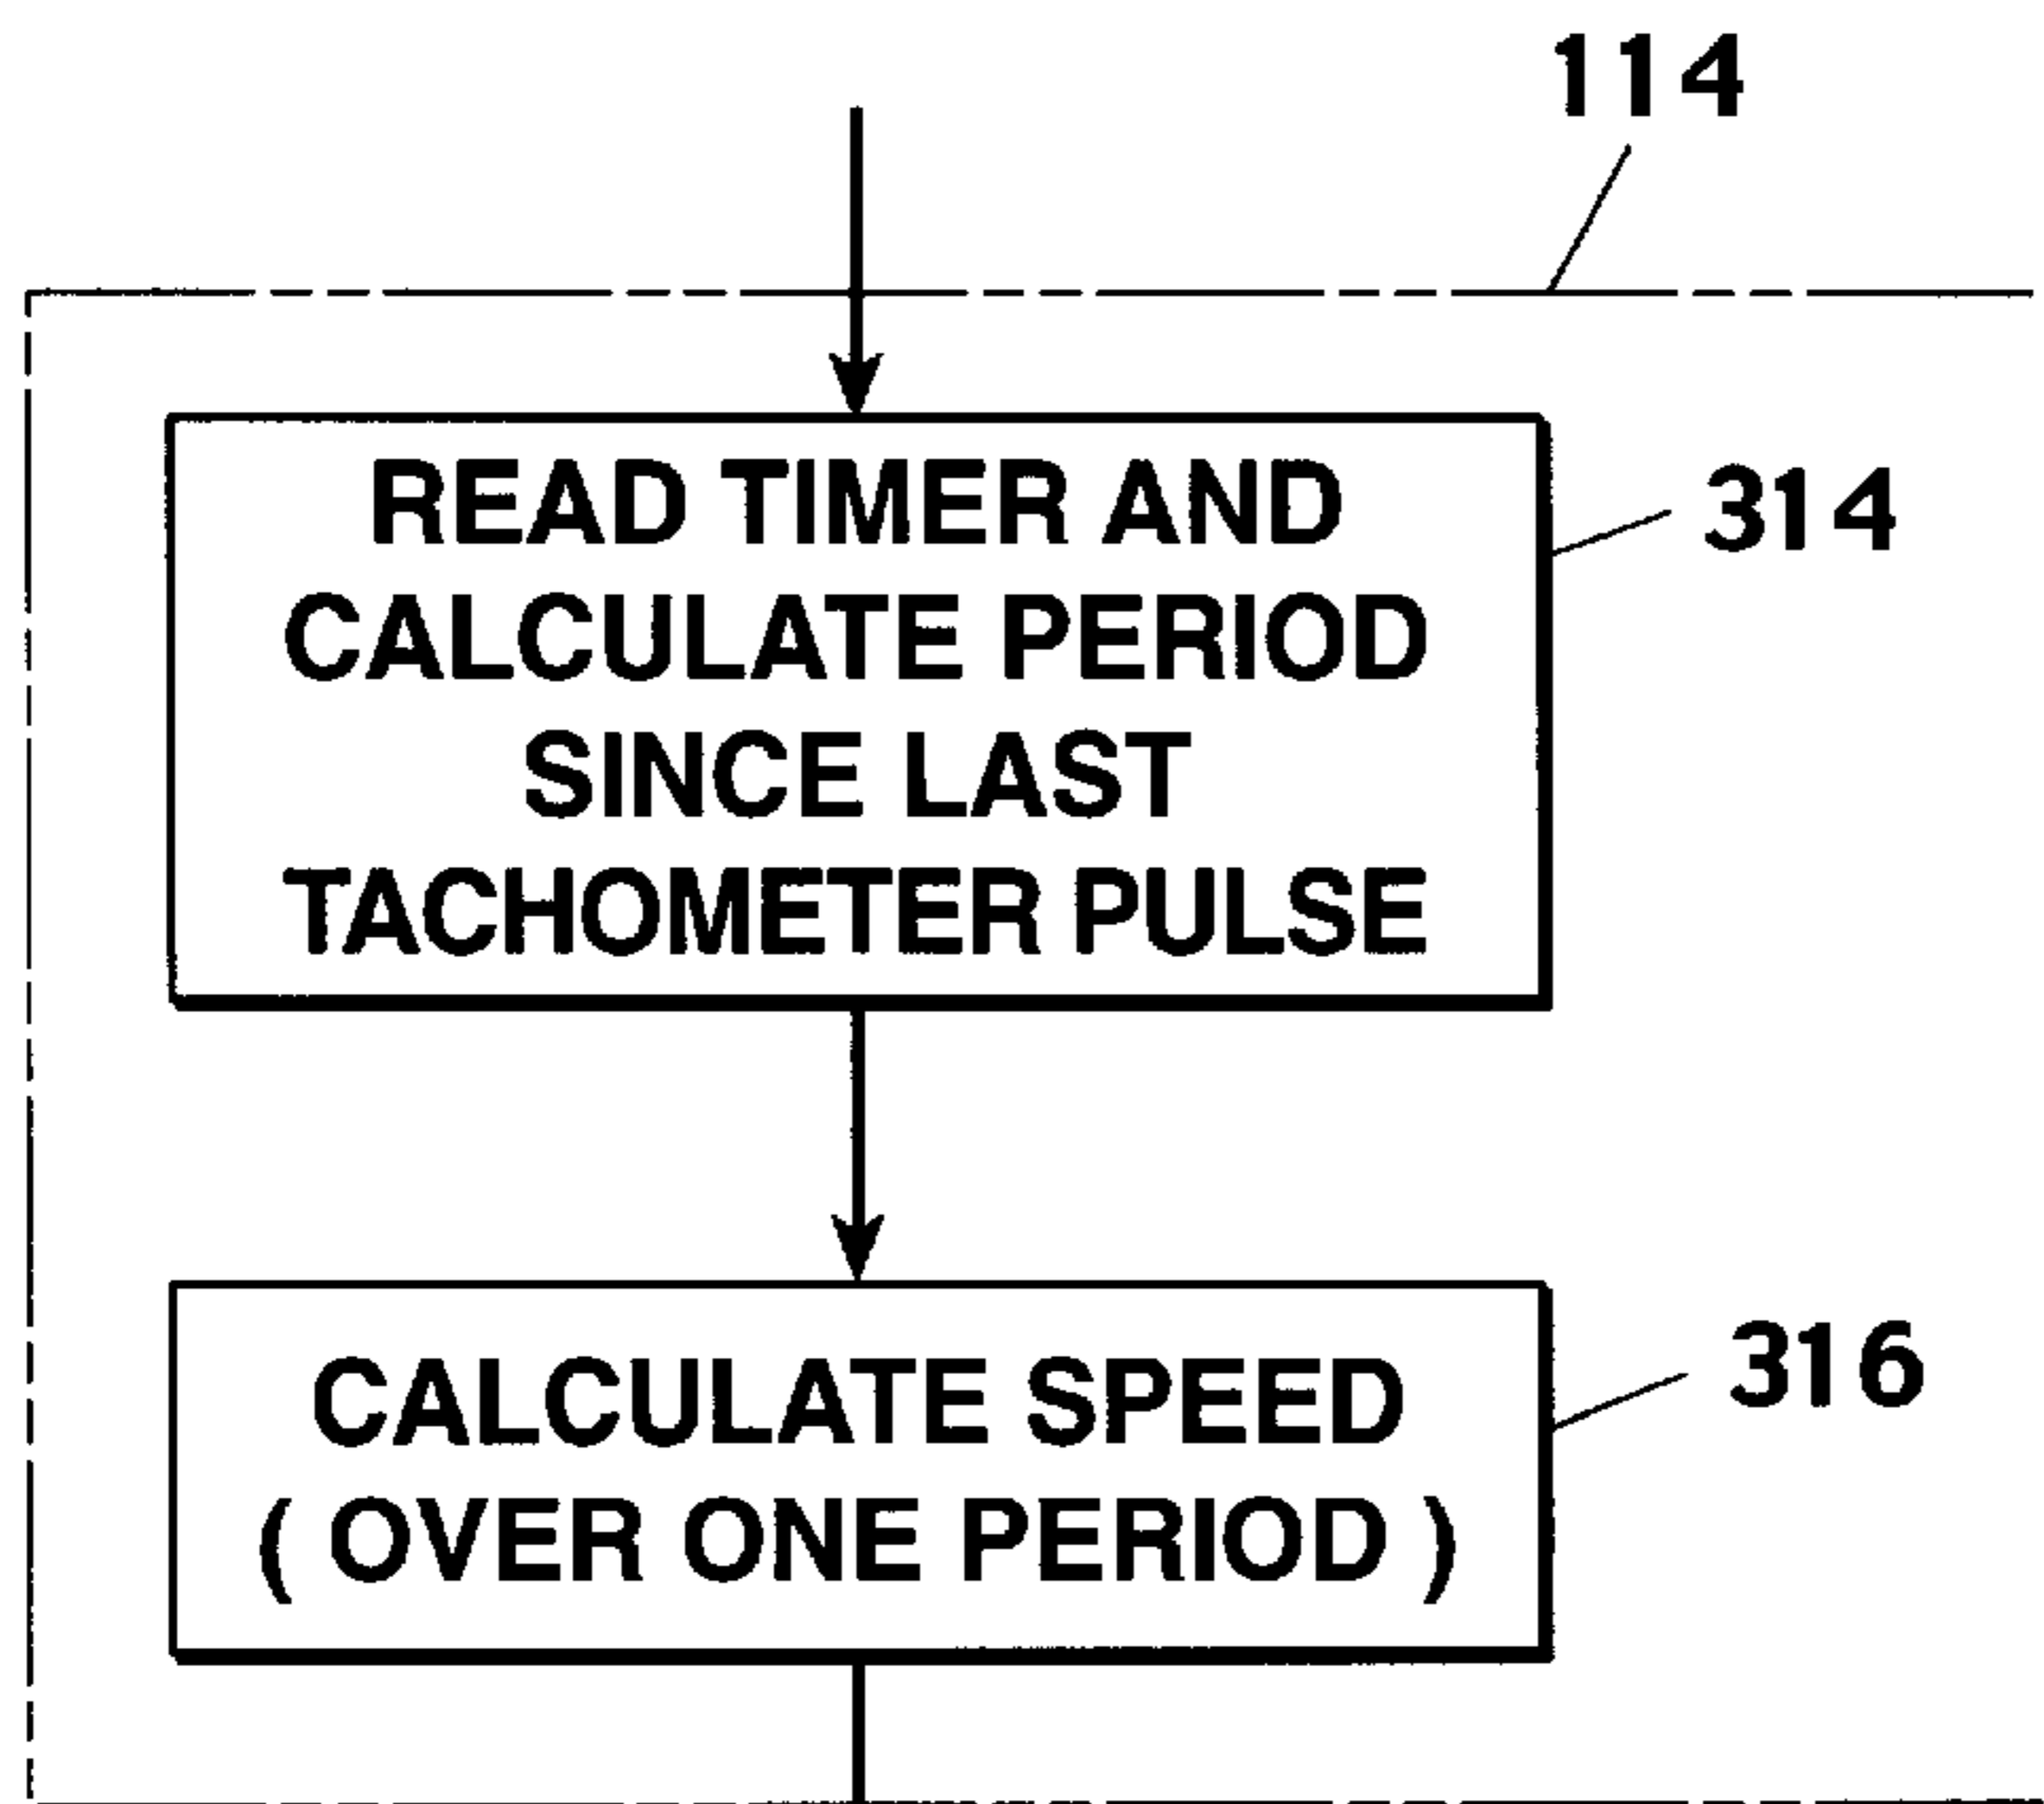 114
READ TIMER AND
CALCULATE PERIOD
SINCE LAST
TACHOMETER PULSE
314
CALCULATE SPEED
( OVER ONE PERIOD )
316